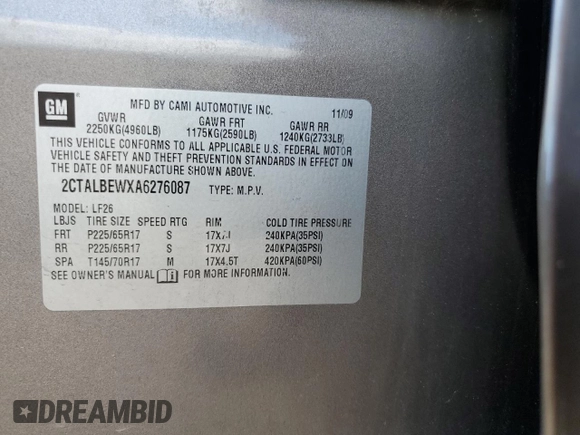 GM
MFD BY CAMI AUTOMOTIVE INC. 11/09
GVWR GAWR FRT GAWR RR
2250KG(4960LB) 1175KG(2590LB) 1240KG(2733LB)
THIS VEHICLE CONFORMS TO ALL APPLICABLE U.S. FEDERAL MOTOR
VEHICLE SAFETY AND THEFT PREVENTION STANDARDS IN EFFECT ON
THE DATE OF MANUFACTURE SHOWN ABOVE.
2CTALBEWXA6276087 TYPE: M.P.V.
MODEL: LF26
LBJS TIRE SIZE SPEED RTG RIM COLD TIRE PRESSURE
FRT P225/65R17 S 17X7J 240KPA(35PSI)
RR P225/65R17 S 17X7J 240KPA(35PSI)
SPA T145/70R17 M 17X4.5T 420KPA(60PSI)
SEE OWNER'S MANUAL i FOR MORE INFORMATION.
DREAMBID